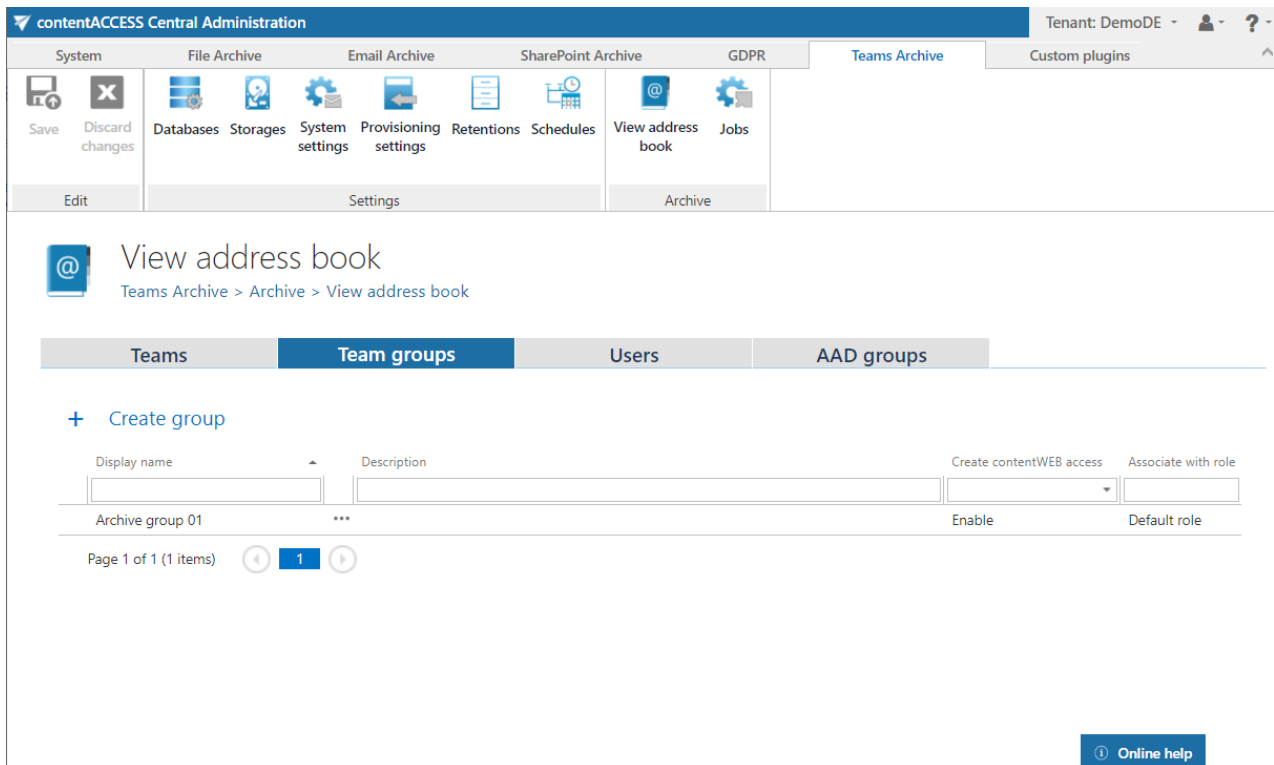 contentACCESS Central Administration
Tenant: DemoDE
?
System
File Archive
Email Archive
SharePoint Archive
GDPR
Teams Archive
Custom plugins
Save
Discard
changes
Databases
Storages
System
settings
Provisioning
settings
Retentions
Schedules
@
View address
book
Jobs
Edit
Settings
Archive
@
View address book
Teams Archive > Archive > View address book
Teams
Team groups
Users
AAD groups
+ Create group
Display name
Description
Create contentWEB access
Associate with role
Archive group 01
•••
Enable
Default role
Page 1 of 1 (1 items)
1
Online help